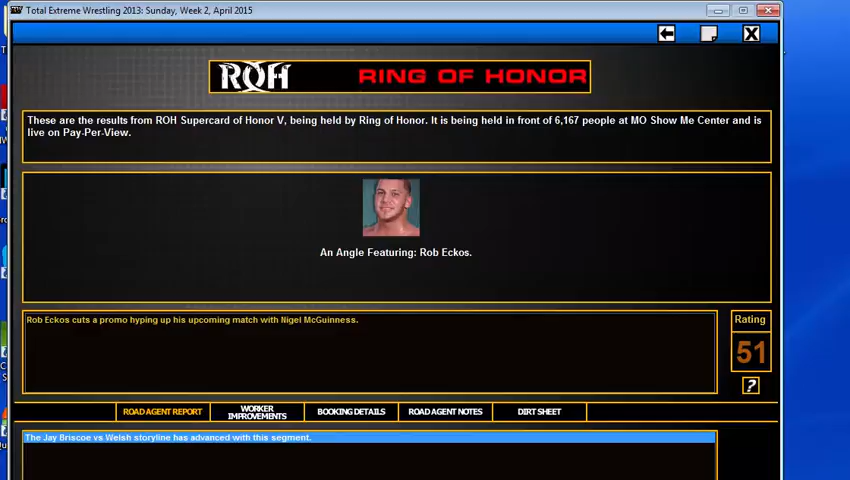 Total Extreme Wrestling 2013: Sunday, Week 2, April 2015
ROH RING OF HONOR
These are the results from ROH Supercard of Honor V, being held by Ring of Honor. It is being held in front of 6,167 people at MO Show Me Center and is
live on Pay-Per-View.
An Angle Featuring: Rob Eckos.
Rob Eckos cuts a promo hyping up his upcoming match with Nigel McGuinness.
Rating
51
?
ROAD AGENT REPORT
WORKER
IMPROVEMENTS
BOOKING DETAILS
ROAD AGENT NOTES
DIRT SHEET
The Jay Briscoe vs Welsh storyline has advanced with this segment.